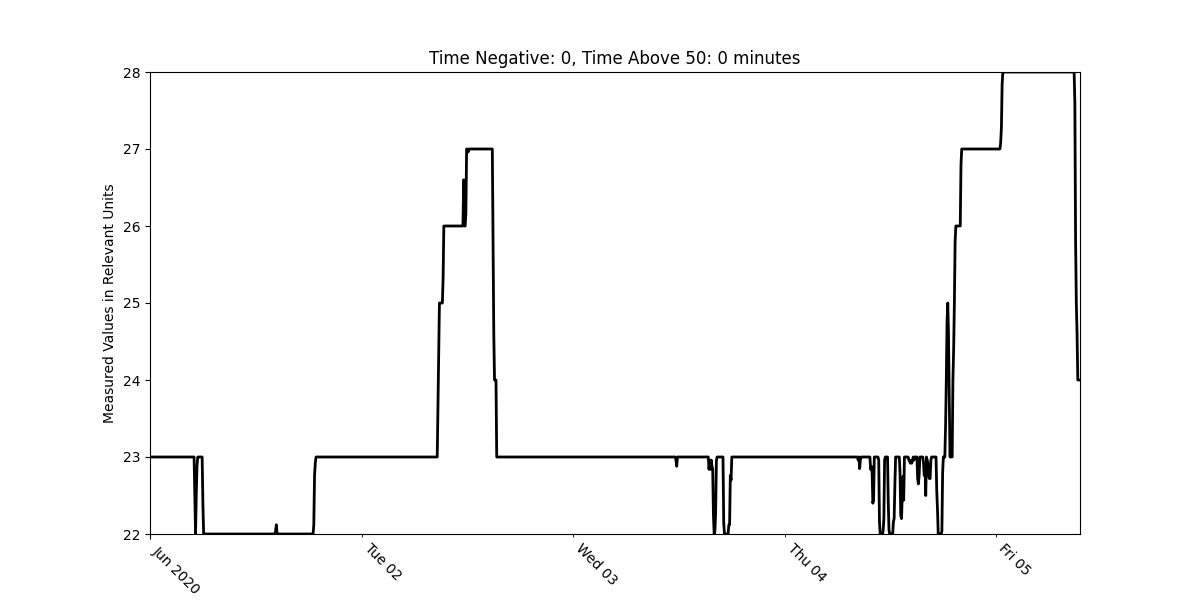 Time Negative: 0, Time Above 50: 0 minutes
Measured Values in Relevant Units
28
27
26
25
24
23
22
Jun 2020
Tue 02
Wed 03
Thu 04
Fri 05